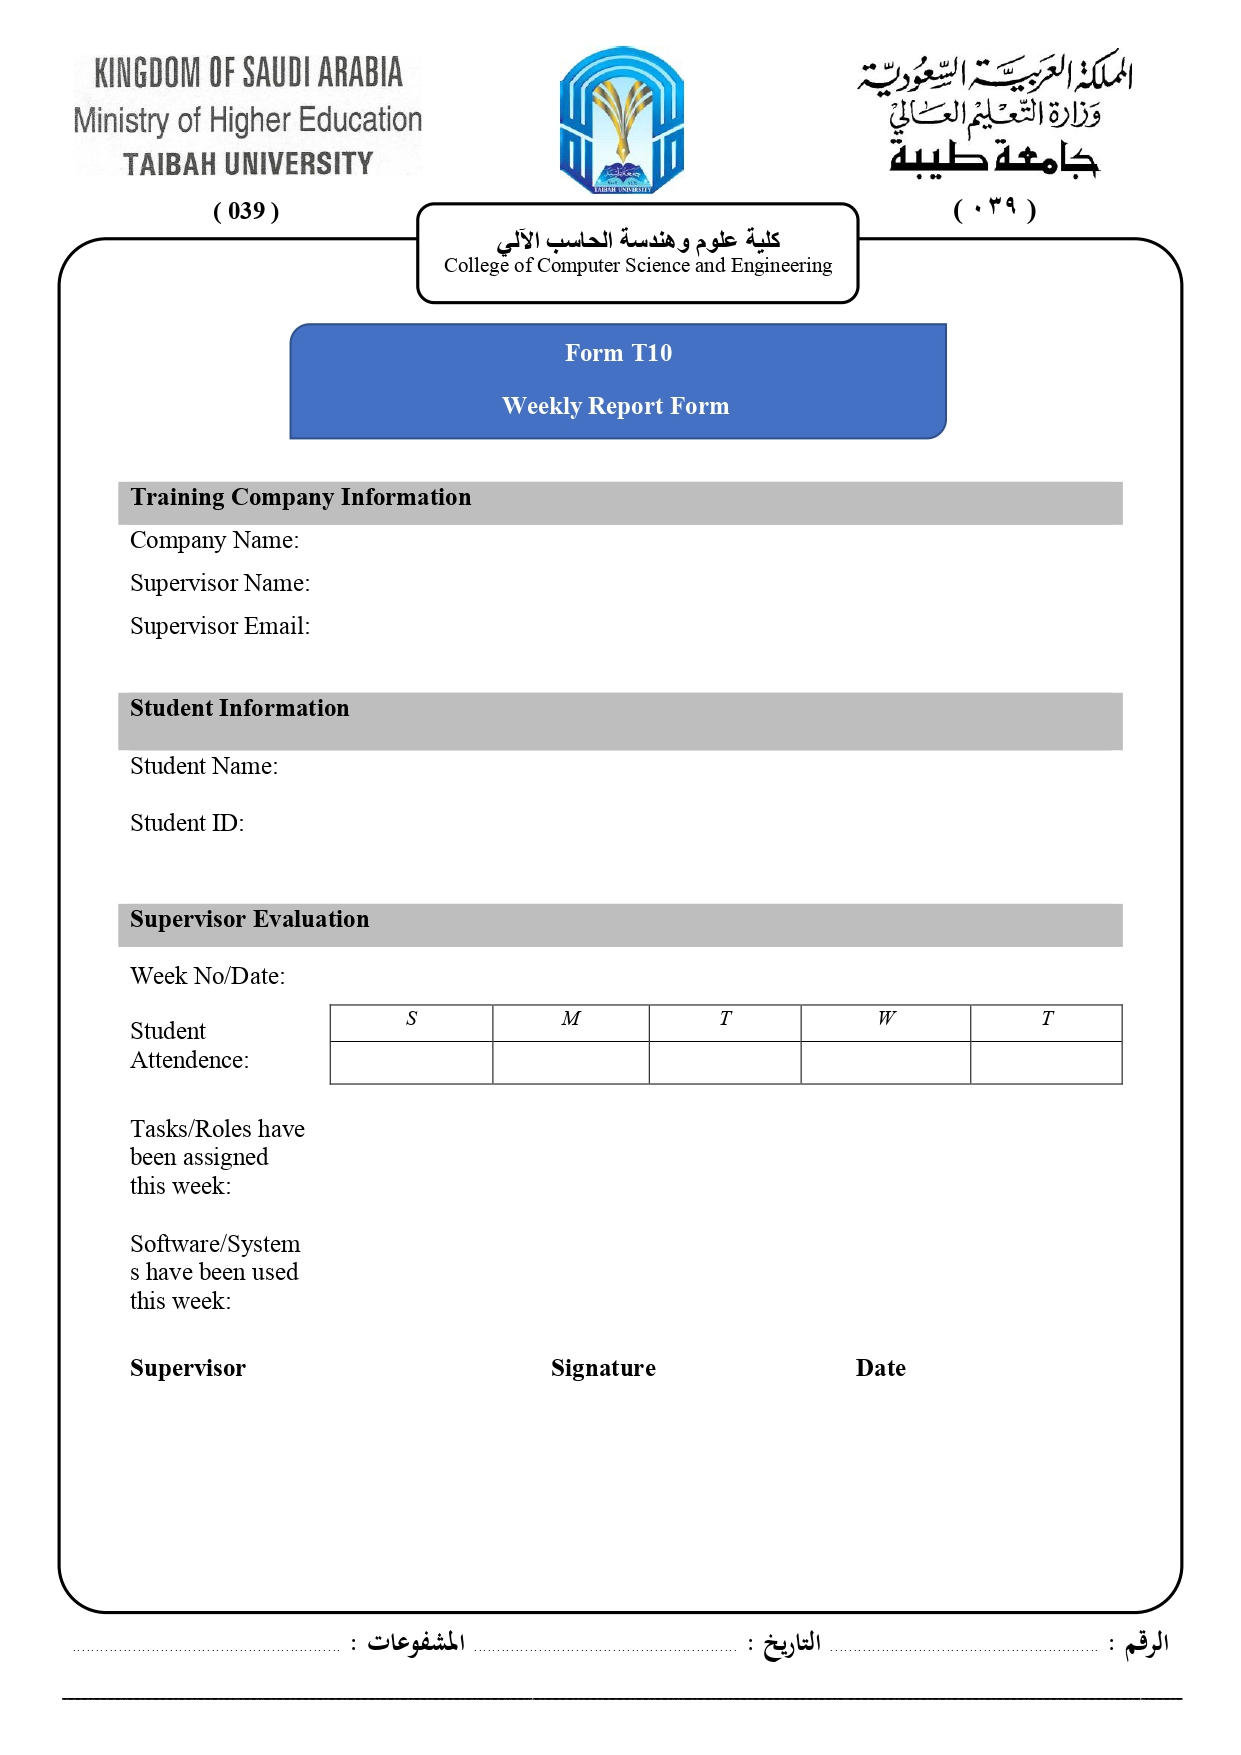 KINGDOM OF SAUDI ARABIA
Ministry of Higher Education
TAIBAH UNIVERSITY
( 039 )
TAIBAH UNIVERSITY
المملكة العربية السعودية
وزارة التعليم العالي
جامعة طيبة
( ٠٣٩ )
كلية علوم وهندسة الحاسب الآلي
College of Computer Science and Engineering
Form T10
Weekly Report Form
Training Company Information
Company Name:
Supervisor Name:
Supervisor Email:
Student Information
Student Name:
Student ID:
Supervisor Evaluation
Week No/Date:
S M T W T
Student
Attendence:
Tasks/Roles have
been assigned
this week:
Software/System
s have been used
this week:
Supervisor Signature Date
الرقم : التاريخ : المشفوعات :